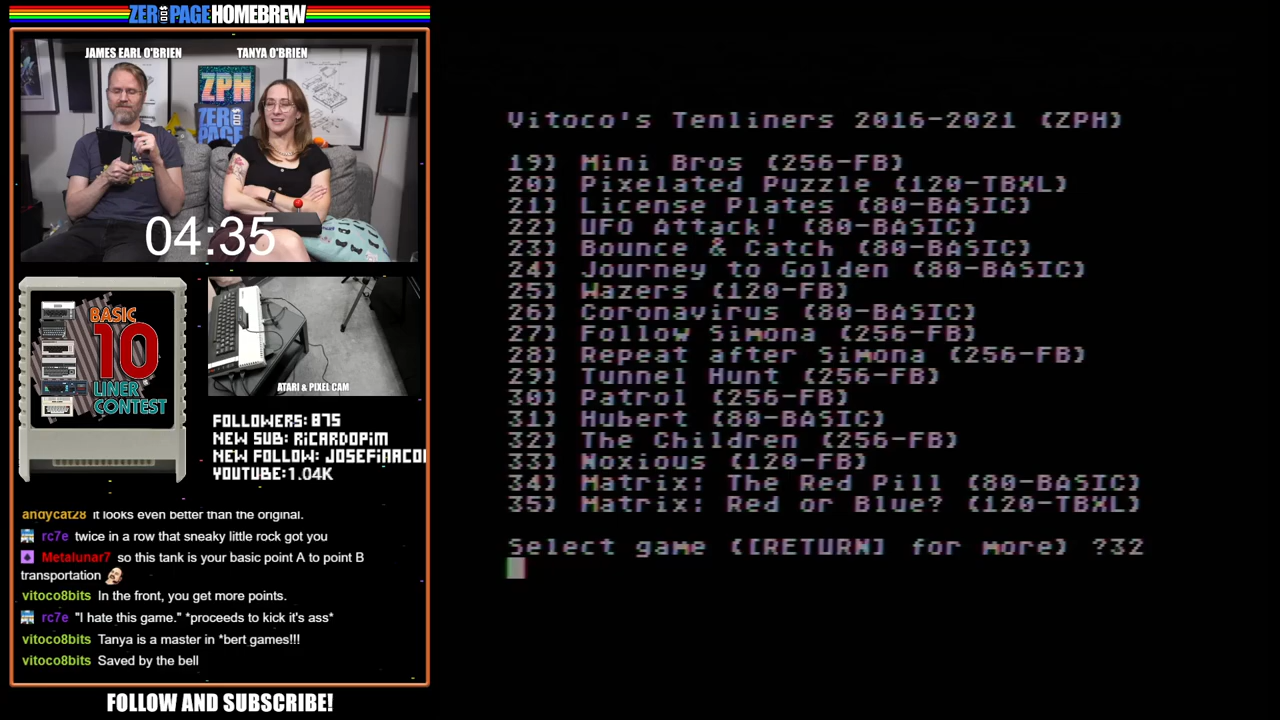 ZEROPAGE HOMEBREW
JAMES EARL O'BRIEN
TANYA O'BRIEN
ZPH
ZERO
PAGE
04:35
BASIC
10
LINER
CONTEST
ATARI & PIXEL CAM
FOLLOWERS: 875
NEW SUB: RICARDOPIM
NEW FOLLOW: JOSEFINACO
YOUTUBE:1.04K
andycat28 it looks even better than the original.
rc7e twice in a row that sneaky little rock got you
Metalunar7 so this tank is your basic point A to point B
transportation
vitoco8bits In the front, you get more points.
rc7e "I hate this game." *proceeds to kick it's ass*
vitoco8bits Tanya is a master in *bert games!!!
vitoco8bits Saved by the bell
FOLLOW AND SUBSCRIBE!
Vitoco's Tenliners 2016-2021 (ZPH)
19) Mini Bros (256-FB)
20) Pixelated Puzzle (120-TBXL)
21) License Plates (80-BASIC)
22) UFO Attack! (80-BASIC)
23) Bounce & Catch (80-BASIC)
24) Journey to Golden (80-BASIC)
25) Wazers (120-FB)
26) Coronavirus (80-BASIC)
27) Follow Simona (256-FB)
28) Repeat after Simona (256-FB)
29) Tunnel Hunt (256-FB)
30) Patrol (256-FB)
31) Hubert (80-BASIC)
32) The Children (256-FB)
33) Noxious (120-FB)
34) Matrix: The Red Pill (80-BASIC)
35) Matrix: Red or Blue? (120-TBXL)
Select game ([RETURN] for more) ?32